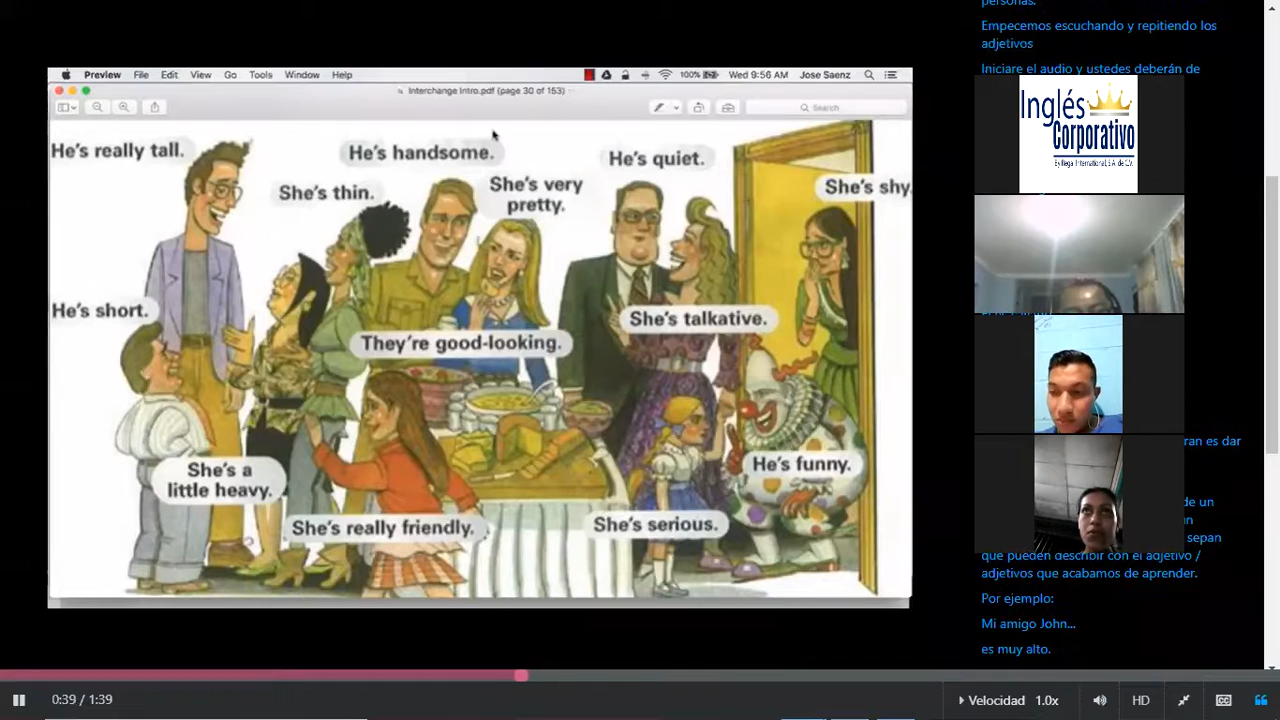 personas.
Empecemos escuchando y repitiendo los
adjetivos
Iniciare el audio y ustedes deberán de
Preview File Edit View Go Tools Window Help
100%
Wed 9:56 AM Jose Saenz
Interchange Intro.pdf (page 30 of 153)
Search
He's really tall.
He's handsome.
He's quiet.
She's thin.
She's very
pretty.
She's shy.
He's short.
She's talkative.
They're good-looking.
She's a
little heavy.
He's funny.
She's really friendly.
She's serious.
Inglés
Corporativo
By Illega International, S.A. de C.V.
ran es dar
de un
un
sepan
que pueden describir con el adjetivo /
adjetivos que acabamos de aprender.
Por ejemplo:
Mi amigo John...
es muy alto.
0:39 / 1:39
Velocidad 1.0x
HD